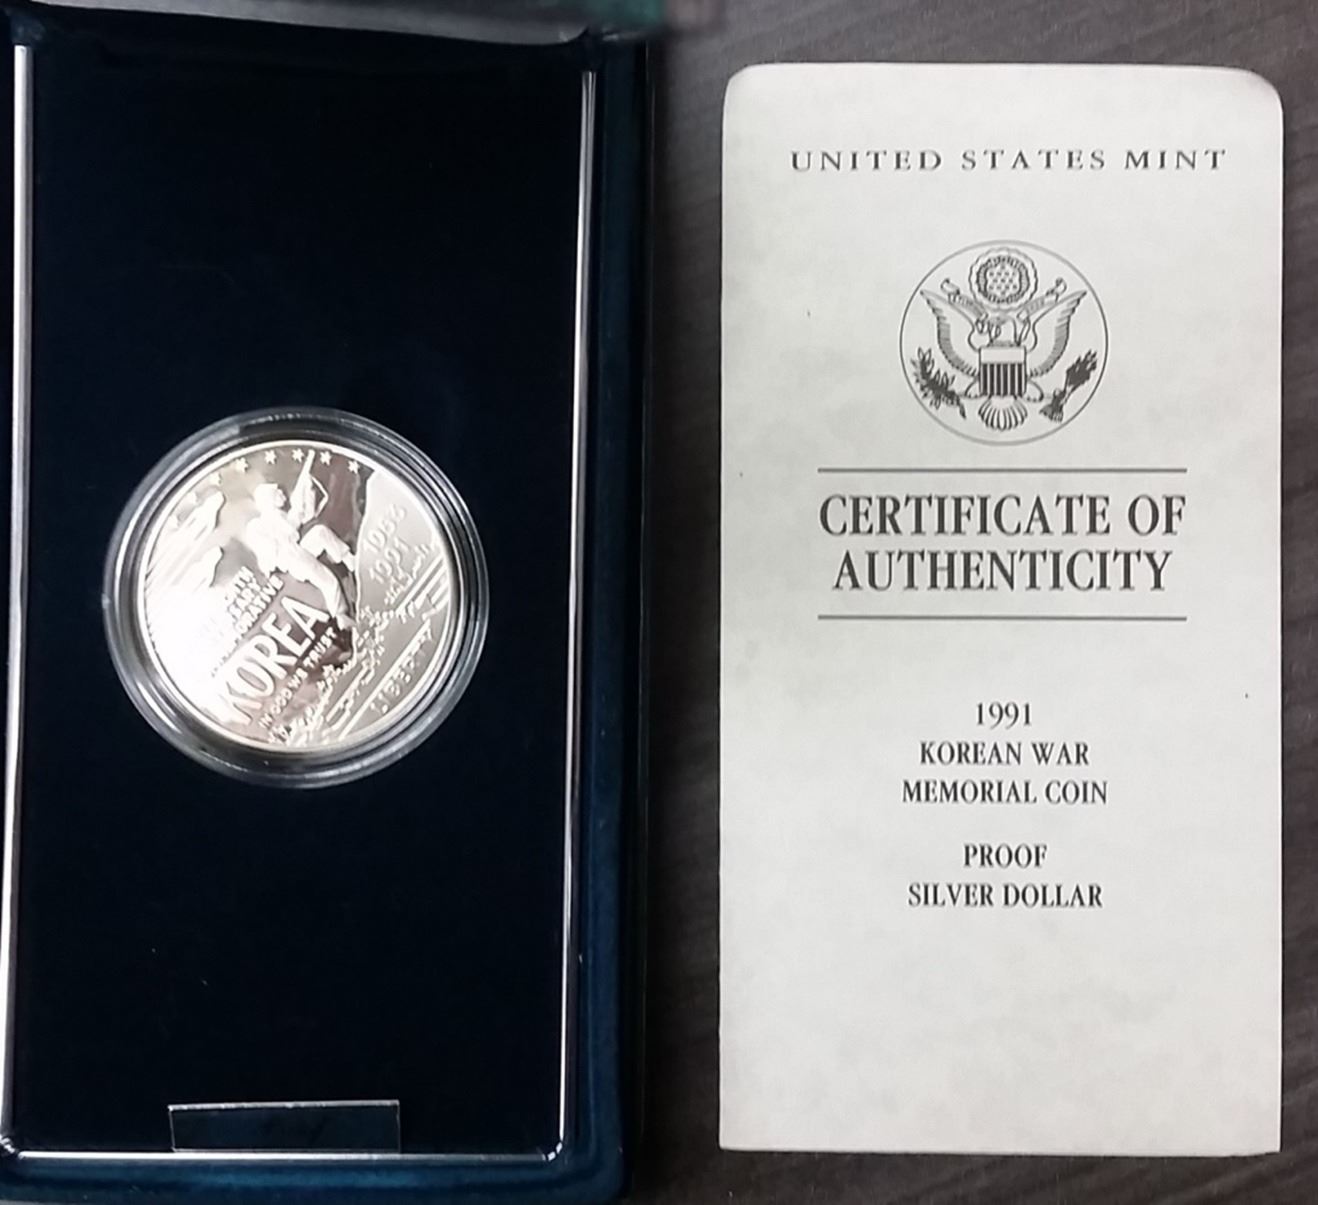 1953
1991
KOREA
IN GOD WE TRUST
LIBERTY
UNITED STATES MINT
CERTIFICATE OF
AUTHENTICITY
1991
KOREAN WAR
MEMORIAL COIN
PROOF
SILVER DOLLAR